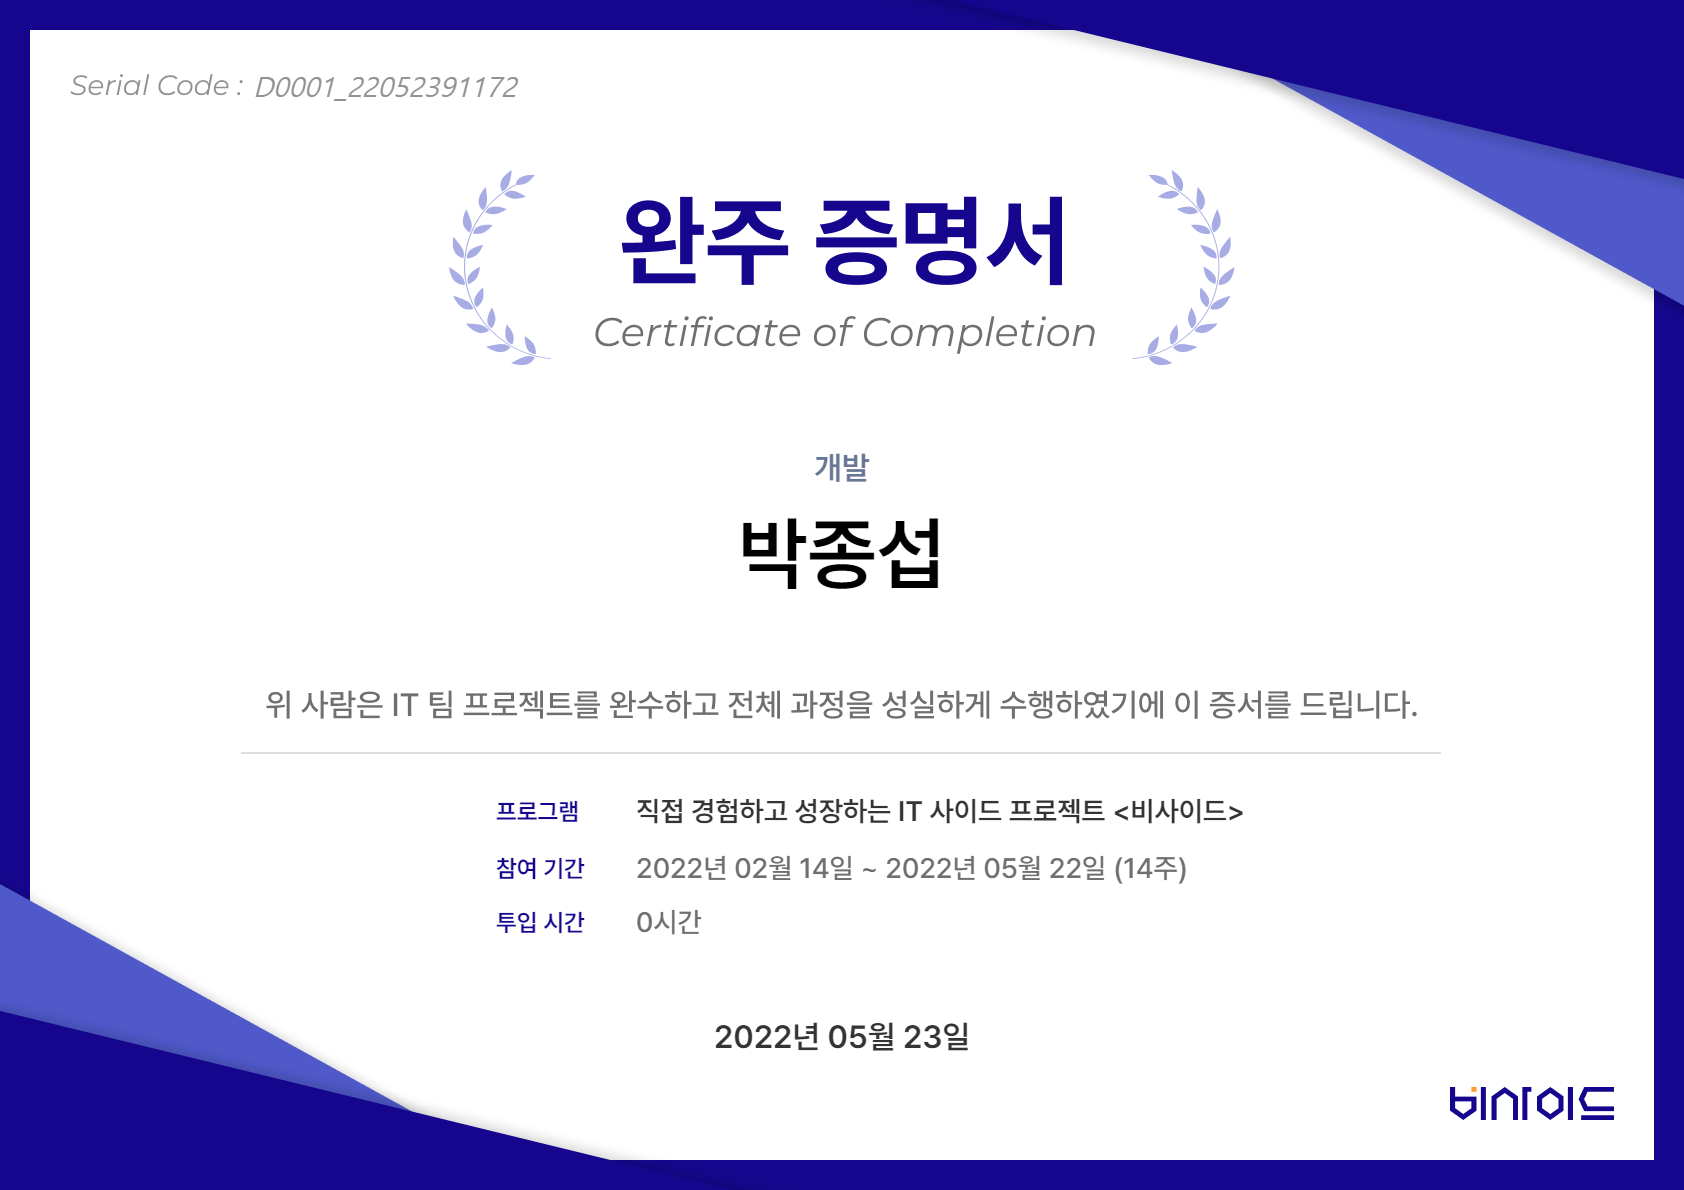 Serial Code : D0001_22052391172
완주 증명서
Certificate of Completion
개발
박종섭
위 사람은 IT 팀 프로젝트를 완수하고 전체 과정을 성실하게 수행하였기에 이 증서를 드립니다.
프로그램 직접 경험하고 성장하는 IT 사이드 프로젝트 <비사이드>
참여 기간 2022년 02월 14일 ~ 2022년 05월 22일 (14주)
투입 시간 0시간
2022년 05월 23일
비사이드